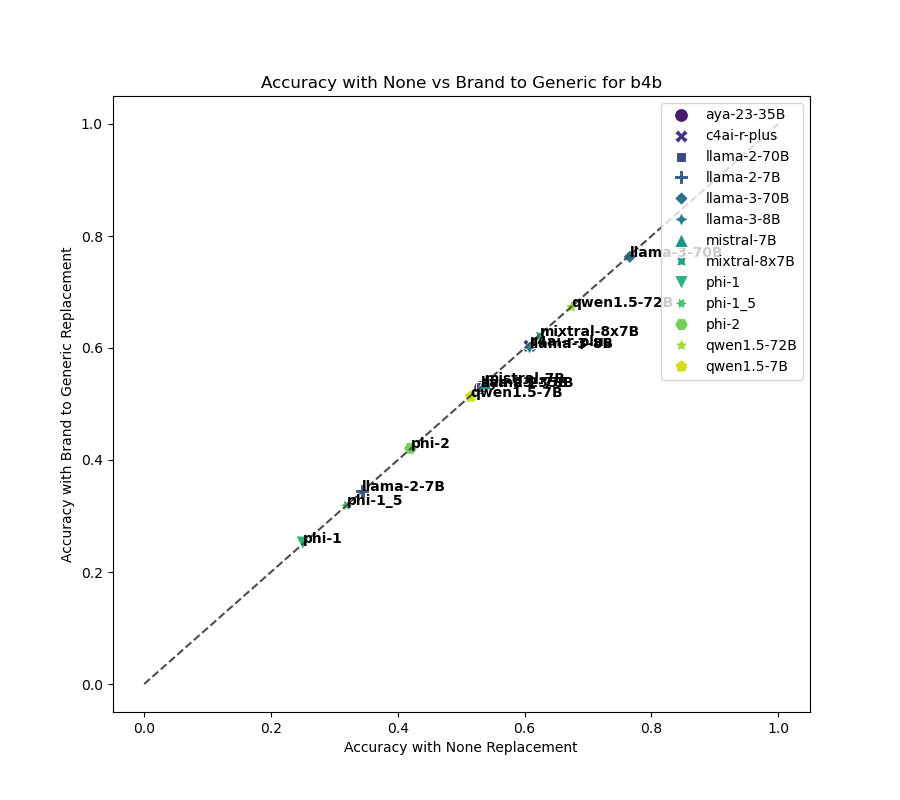 Accuracy with None vs Brand to Generic for b4b
Accuracy with Brand to Generic Replacement
1.0
0.8
0.6
0.4
0.2
0.0
aya-23-35B
c4ai-r-plus
llama-2-70B
llama-2-7B
llama-3-70B
llama-3-8B
mistral-7B
mixtral-8x7B
phi-1
phi-1_5
phi-2
qwen1.5-72B
qwen1.5-7B
llama-3-70B
qwen1.5-72B
mixtral-8x7B
c4ai-r-plus
llama-3-8B
mistral-7B
qwen1.5-7B
phi-2
llama-2-7B
phi-1_5
phi-1
0.0
0.2
0.4
0.6
0.8
1.0
Accuracy with None Replacement